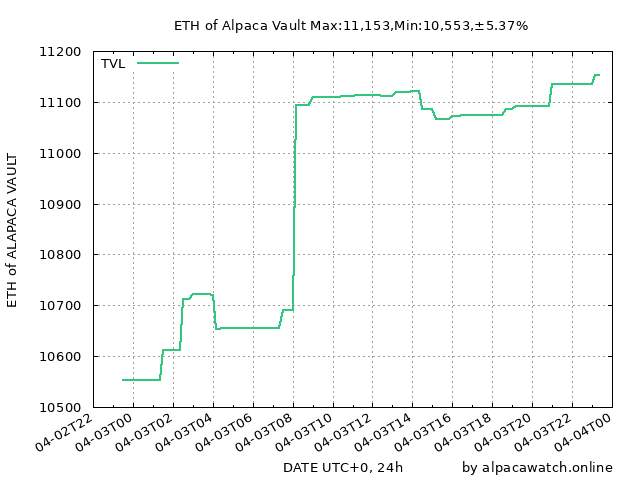 ETH of Alpaca Vault Max:11,153,Min:10,553,±5.37%
TVL
ETH of ALAPACA VAULT
11200
11100
11000
10900
10800
10700
10600
10500
04-02T22
04-03T00
04-03T02
04-03T04
04-03T06
04-03T08
04-03T10
04-03T12
04-03T14
04-03T16
04-03T18
04-03T20
04-03T22
04-04T00
DATE UTC+0, 24h
by alpacawatch.online